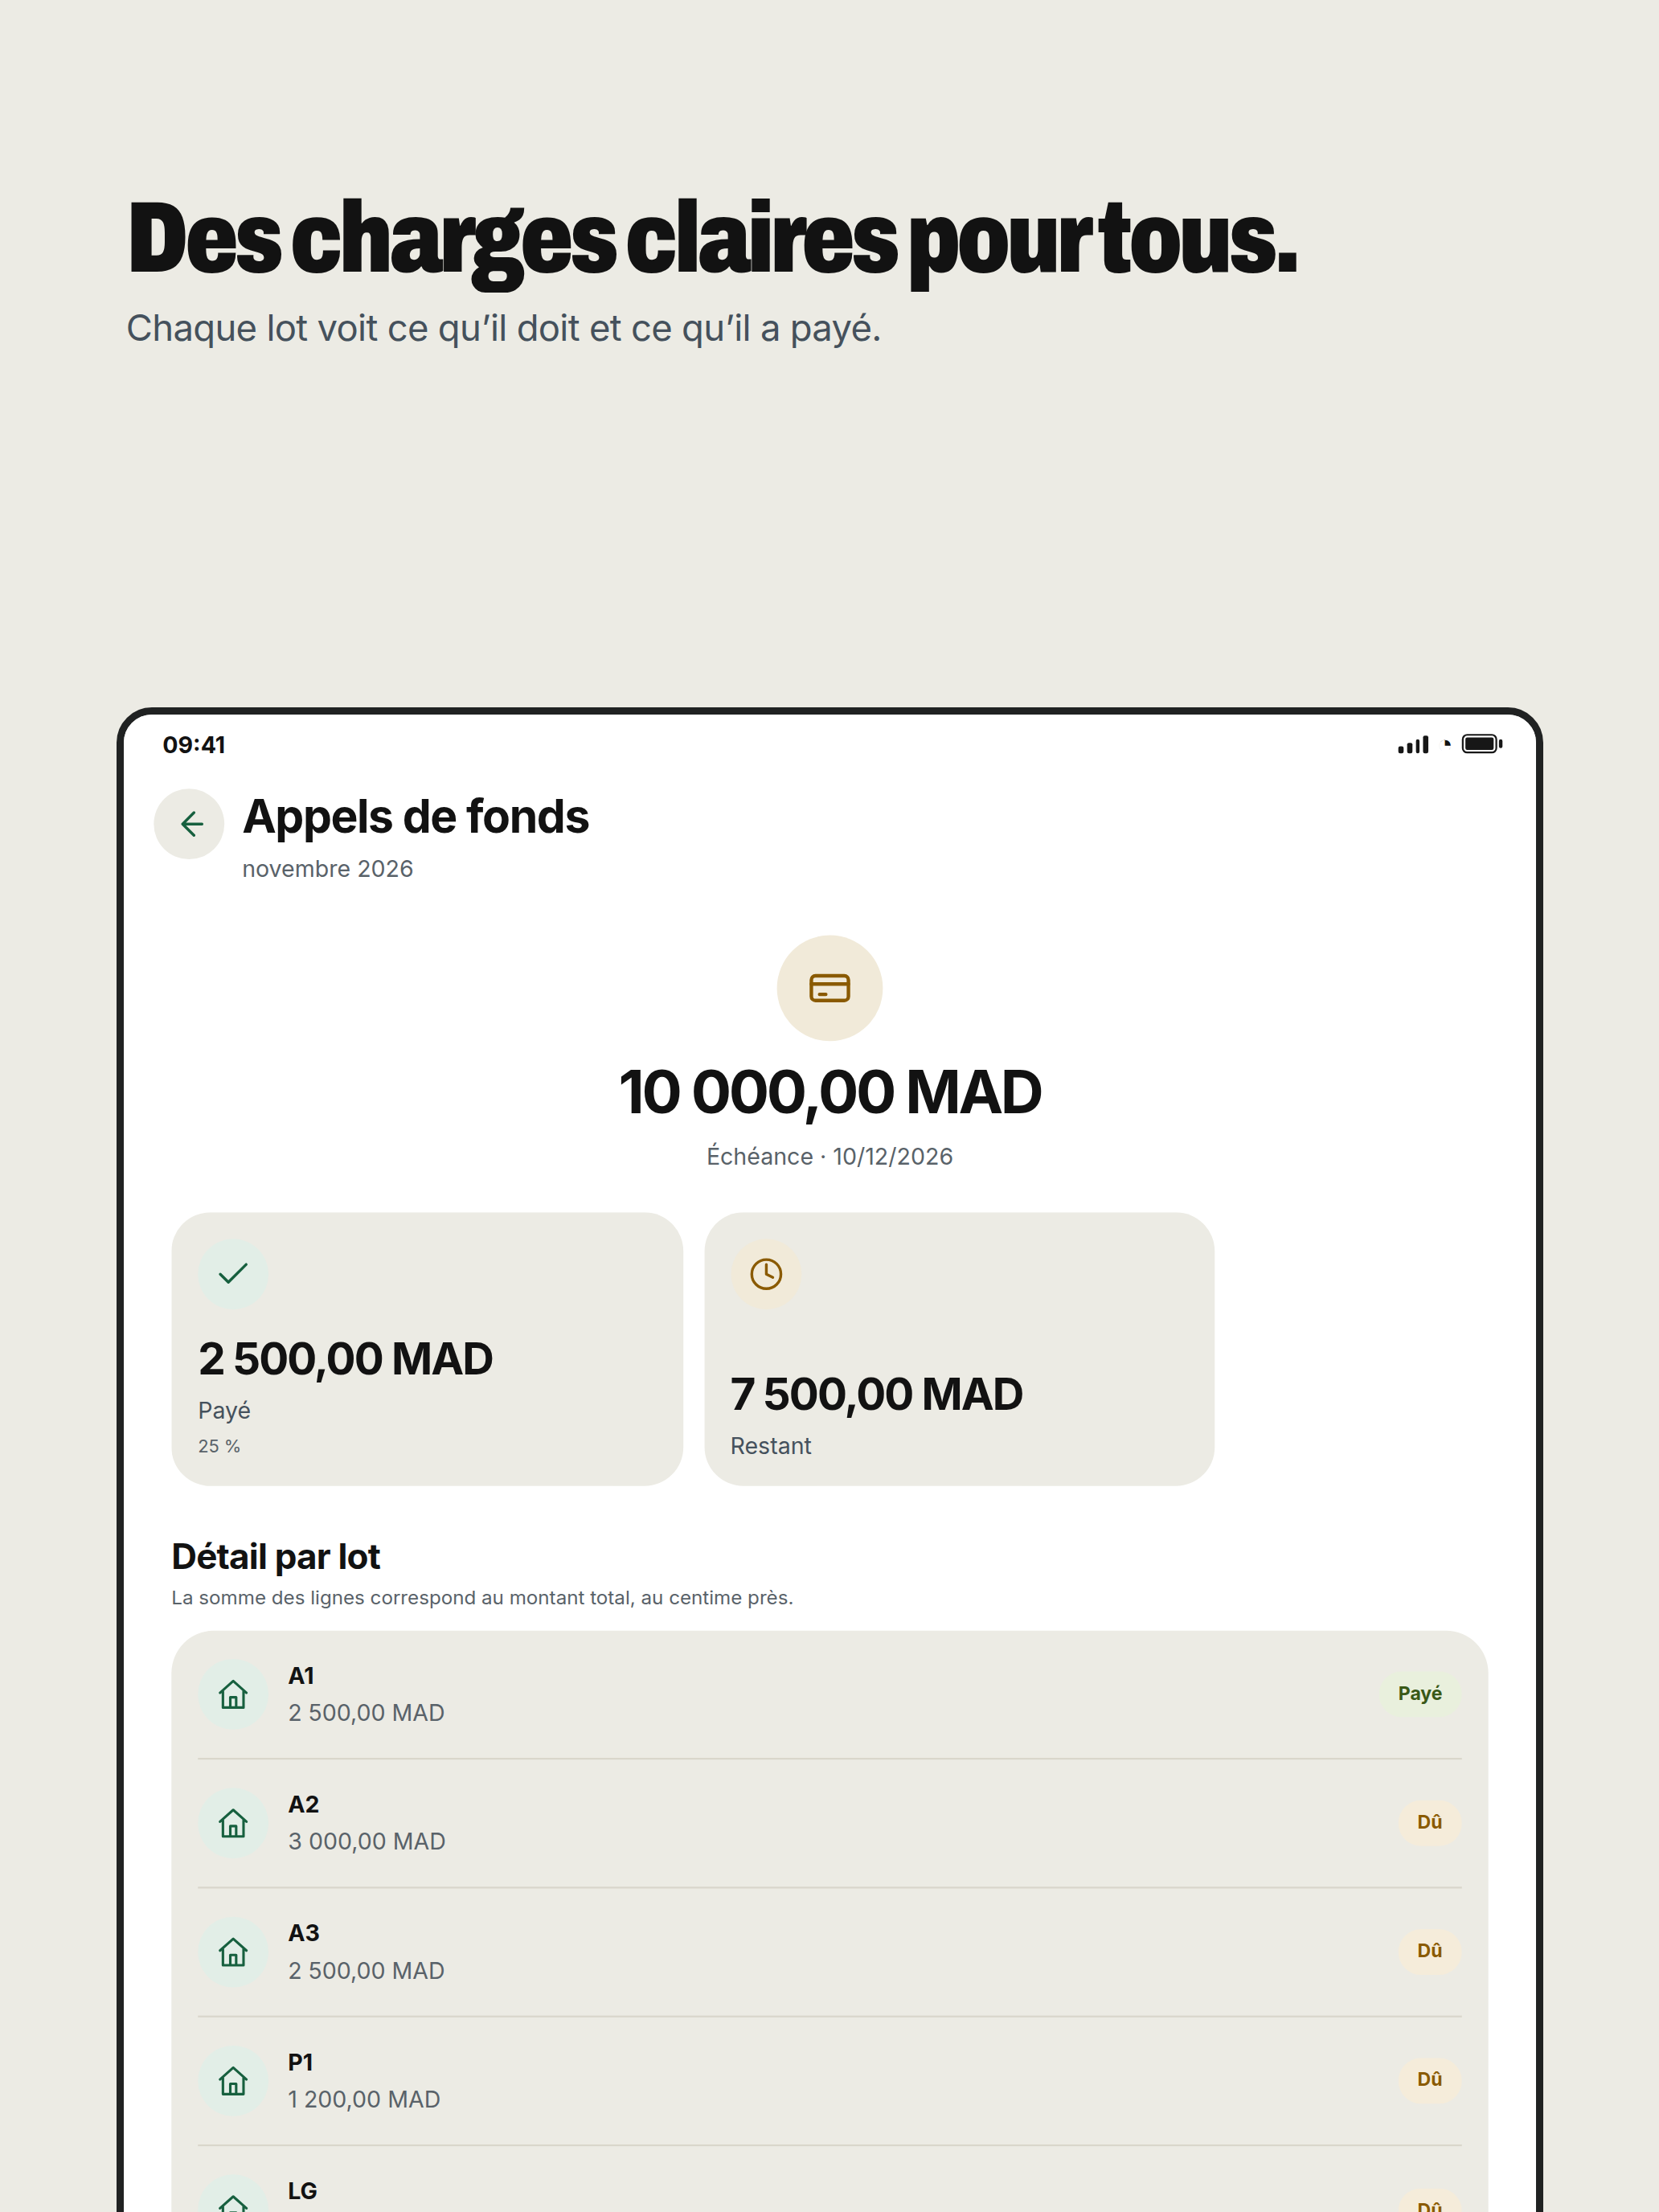 Des charges claires pour tous.
Chaque lot voit ce qu’il doit et ce qu’il a payé.
09:41
Appels de fonds
novembre 2026
10 000,00 MAD
Échéance · 10/12/2026
2 500,00 MAD
Payé
25 %
7 500,00 MAD
Restant
Détail par lot
La somme des lignes correspond au montant total, au centime près.
A1
2 500,00 MAD
Payé
A2
3 000,00 MAD
Dû
A3
2 500,00 MAD
Dû
P1
1 200,00 MAD
Dû
LG
Dû